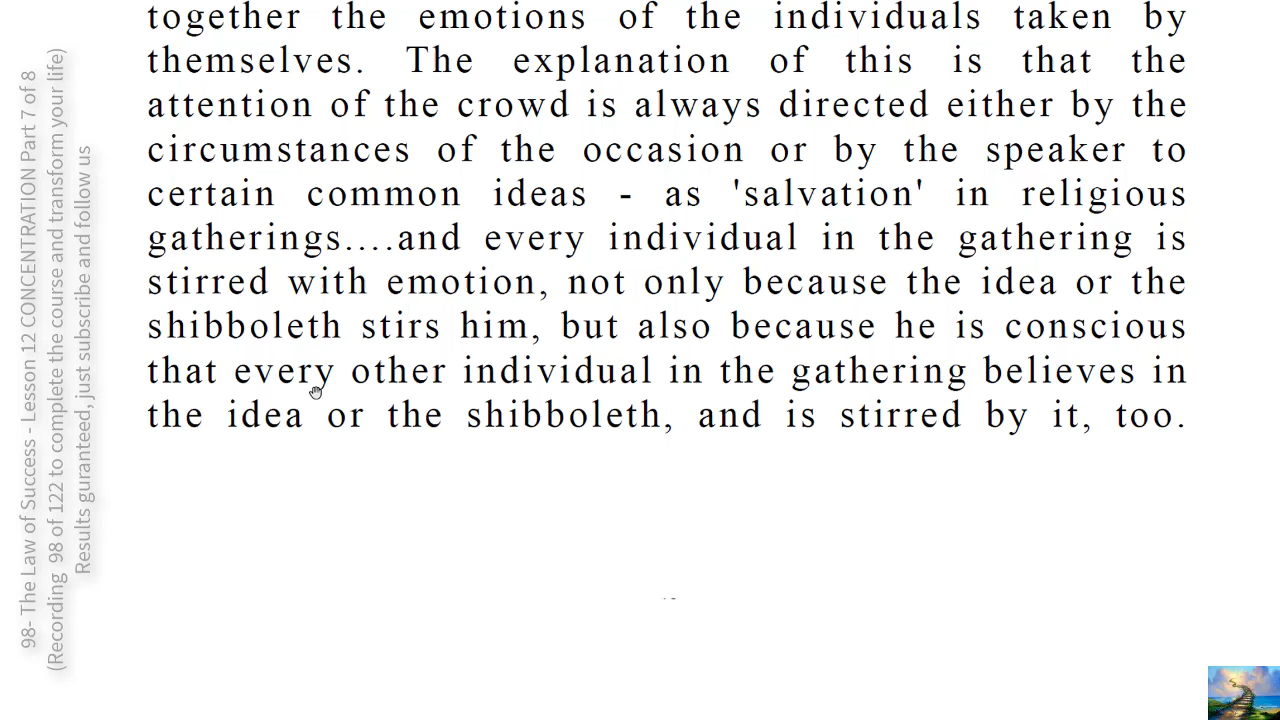 together the emotions of the individuals taken by
themselves. The explanation of this is that the
attention of the crowd is always directed either by the
circumstances of the occasion or by the speaker to
certain common ideas - as 'salvation' in religious
gatherings....and every individual in the gathering is
stirred with emotion, not only because the idea or the
shibboleth stirs him, but also because he is conscious
that every other individual in the gathering believes in
the idea or the shibboleth, and is stirred by it, too.
98- The Law of Success - Lesson 12 CONCENTRATION Part 7 of 8
(Recording 98 of 122 to complete the course and transform your life)
Results guranteed, just subscribe and follow us